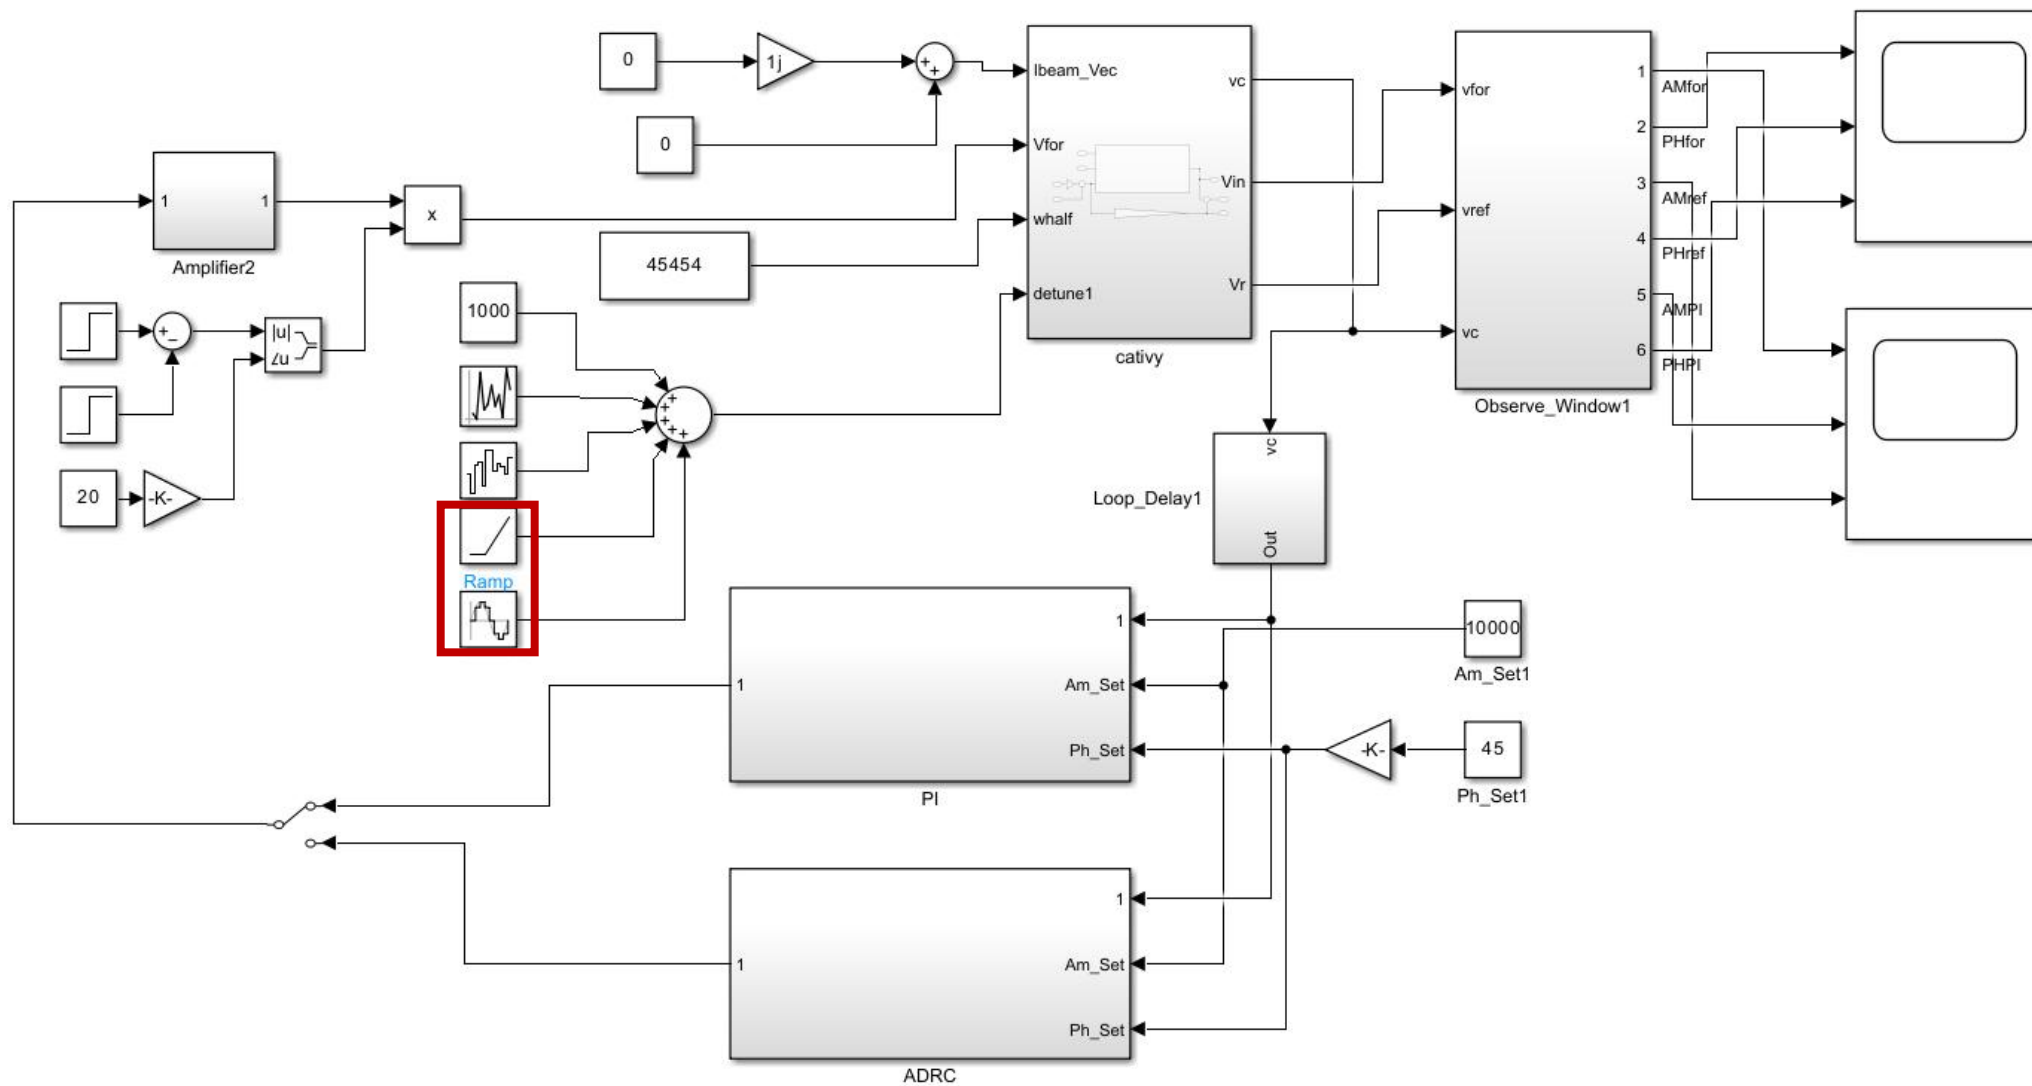 0
1j
+
+
0
Ibeam_Vec
Vfor
whalf
detune1
vc
Vin
Vr
cativy
vfor
vref
vc
1
2
3
4
5
6
AMfor
PHfor
AMref
PHref
AMPI
PHPI
Observe_Window1
1
1
Amplifier2
x
45454
1000
+
−
|u|
∠u
20
-K-
+
+
+
+
+
Ramp
vc
Out
Loop_Delay1
1
1
Am_Set
Ph_Set
PI
10000
Am_Set1
-K-
45
Ph_Set1
1
1
Am_Set
Ph_Set
ADRC